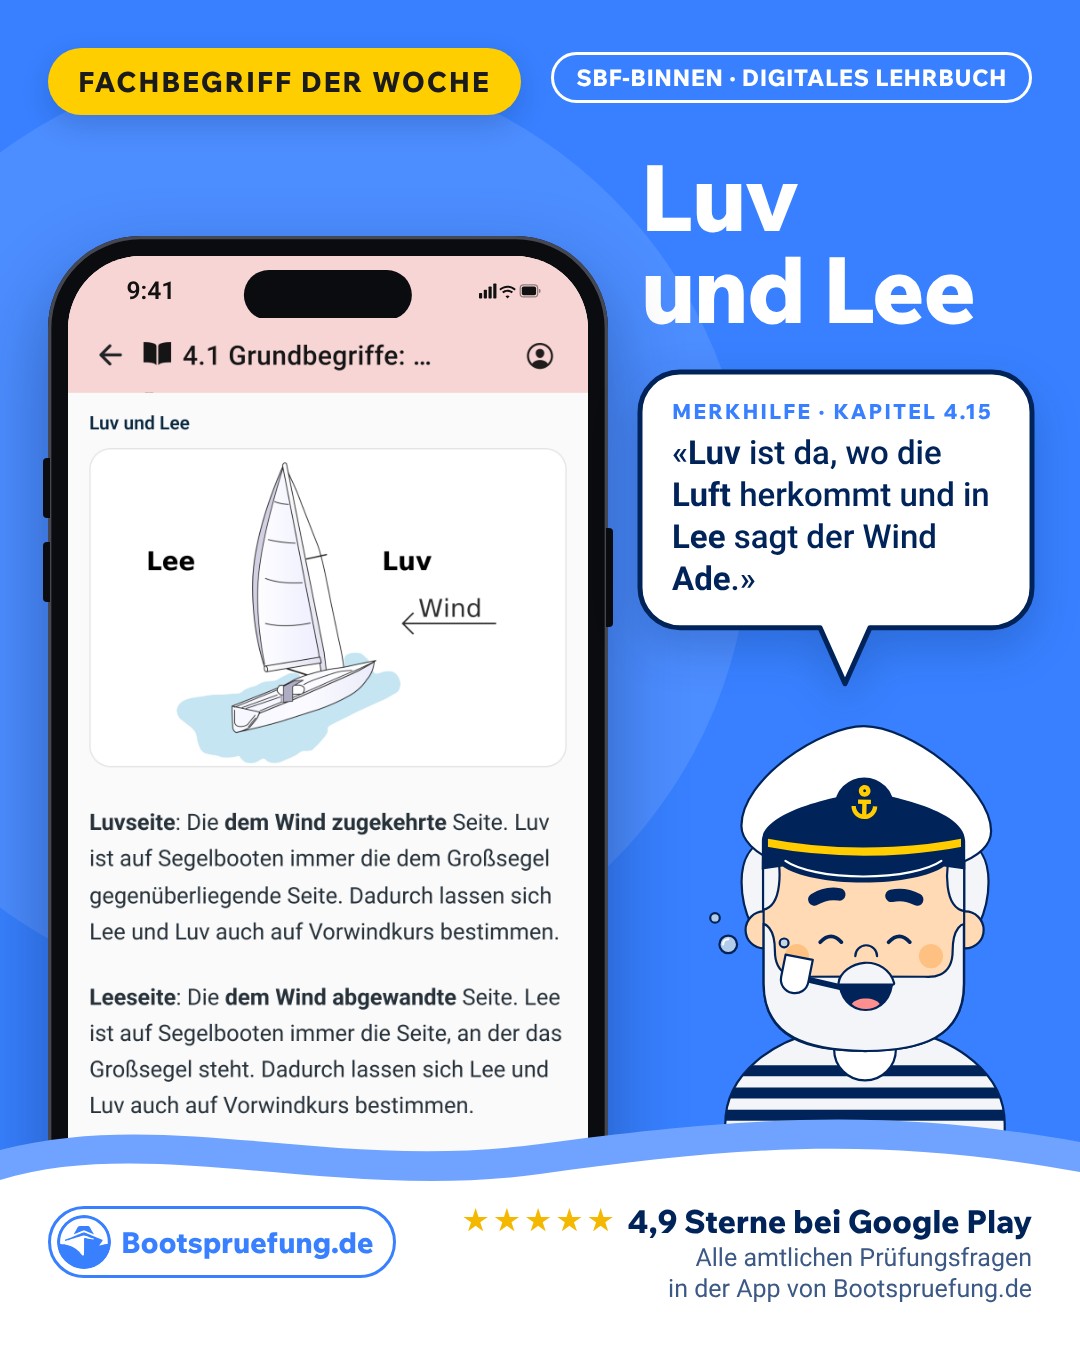 FACHBEGRIFF DER WOCHE
SBF-BINNEN · DIGITALES LEHRBUCH
Luv
und Lee
9:41
4.1 Grundbegriffe: ...
Luv und Lee
Lee
Luv
Wind
Luvseite: Die dem Wind zugekehrte Seite. Luv
ist auf Segelbooten immer die dem Großsegel
gegenüberliegende Seite. Dadurch lassen sich
Lee und Luv auch auf Vorwindkurs bestimmen.
Leeseite: Die dem Wind abgewandte Seite. Lee
ist auf Segelbooten immer die Seite, an der das
Großsegel steht. Dadurch lassen sich Lee und
Luv auch auf Vorwindkurs bestimmen.
MERKHILFE · KAPITEL 4.15
«Luv ist da, wo die
Luft herkommt und in
Lee sagt der Wind
Ade.»
Bootspruefung.de
★★★★★ 4,9 Sterne bei Google Play
Alle amtlichen Prüfungsfragen
in der App von Bootspruefung.de